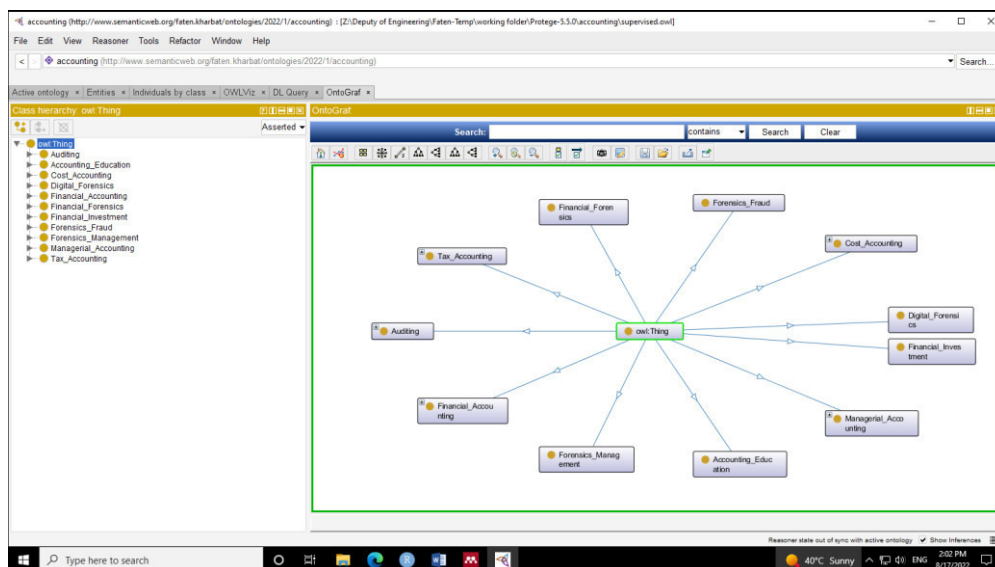 accounting (http://www.semanticweb.org/faten.kharbat/ontologies/2022/1/accounting) : [Z:\Deputy of Engineering\Faten-Temp\working folder\Protege-5.5.0\accounting\supervised.owl]
File Edit View Reasoner Tools Refactor Window Help
accounting (http://www.semanticweb.org/faten.kharbat/ontologies/2022/1/accounting)
Search...
Active ontology × Entities × Individuals by class × OWLViz × DL Query × OntoGraf ×
Class hierarchy: owl:Thing
Asserted
owl:Thing
Auditing
Accounting_Education
Cost_Accounting
Digital_Forensics
Financial_Accounting
Financial_Forensics
Financial_Investment
Forensics_Fraud
Forensics_Management
Managerial_Accounting
Tax_Accounting
OntoGraf
Search: contains Search Clear
Financial_Foren
sics
Forensics_Fraud
Cost_Accounting
Tax_Accounting
Digital_Forensi
cs
Auditing
owl:Thing
Financial_Inves
tment
Financial_Accou
nting
Managerial_Acco
unting
Forensics_Manag
ement
Accounting_Educ
ation
Reasoner state out of sync with active ontology Show Inferences
Type here to search
40°C Sunny
ENG
2:02 PM
8/17/2022